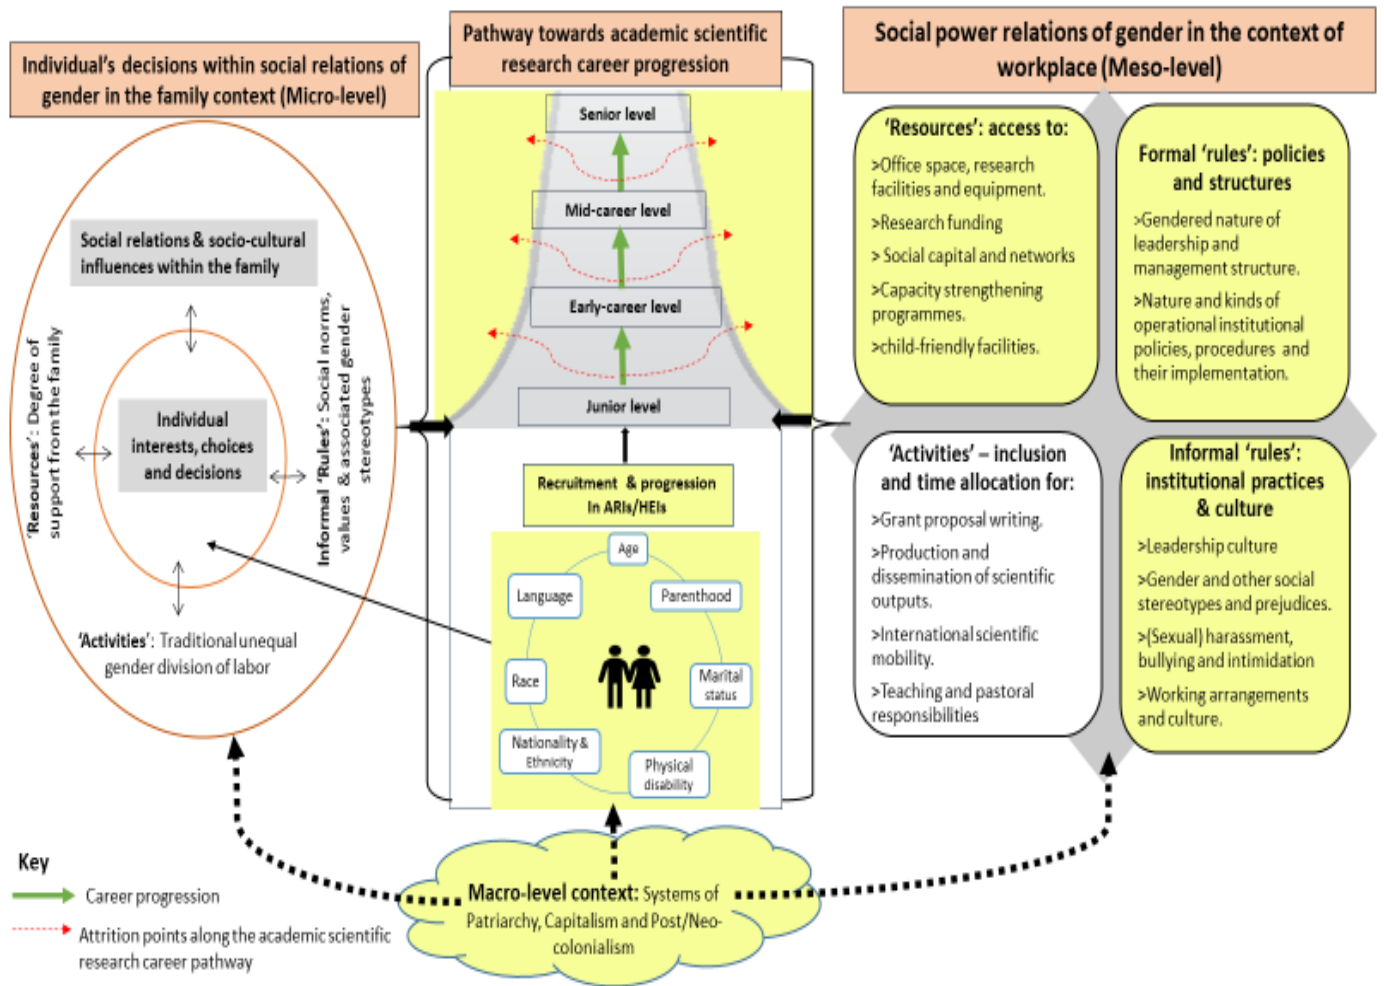 Individual's decisions within social relations of
gender in the family context (Micro-level)
Social relations & socio-cultural
influences within the family
Individual
interests, choices
and decisions
'Resources': Degree of
support from the family
Informal 'Rules': Social norms,
values & associated gender
stereotypes
'Activities': Traditional unequal
gender division of labor
Pathway towards academic scientific
research career progression
Senior level
Mid-career level
Early-career level
Junior level
Recruitment & progression
In ARIs/HEIs
Age
Language
Parenthood
Race
Marital
status
Nationality &
Ethnicity
Physical
disability
Social power relations of gender in the context of
workplace (Meso-level)
'Resources': access to:
>Office space, research
facilities and equipment.
>Research funding
> Social capital and networks
>Capacity strengthening
programmes.
>child-friendly facilities.
Formal 'rules': policies
and structures
>Gendered nature of
leadership and
management structure.
>Nature and kinds of
operational institutional
policies, procedures and
their implementation.
'Activities' – inclusion
and time allocation for:
>Grant proposal writing.
>Production and
dissemination of scientific
outputs.
>International scientific
mobility.
>Teaching and pastoral
responsibilities
Informal 'rules':
institutional practices
& culture
>Leadership culture
>Gender and other social
stereotypes and prejudices.
>(Sexual) harassment,
bullying and intimidation
>Working arrangements
and culture.
Macro-level context: Systems of
Patriarchy, Capitalism and Post/Neo-
colonialism
Key
Career progression
Attrition points along the academic scientific
research career pathway